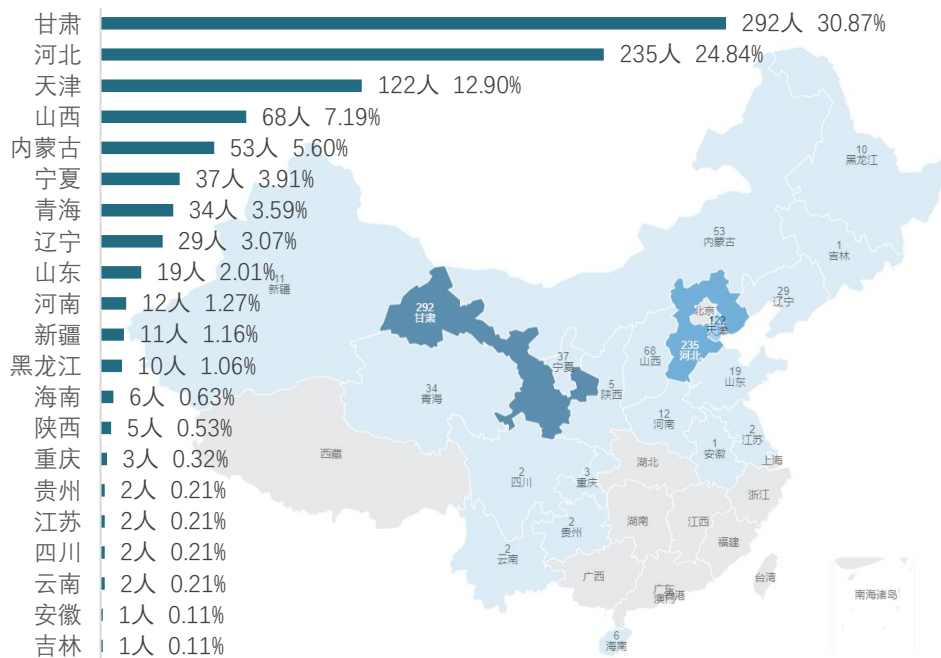 甘肃 292人 30.87%
河北 235人 24.84%
天津 122人 12.90%
山西 68人 7.19%
内蒙古 53人 5.60%
宁夏 37人 3.91%
青海 34人 3.59%
辽宁 29人 3.07%
山东 19人 2.01%
河南 12人 1.27%
新疆 11人 1.16%
黑龙江 10人 1.06%
海南 6人 0.63%
陕西 5人 0.53%
重庆 3人 0.32%
贵州 2人 0.21%
江苏 2人 0.21%
四川 2人 0.21%
云南 2人 0.21%
安徽 1人 0.11%
吉林 1人 0.11%
10
黑龙江
53
内蒙古
1
吉林
11
新疆
29
辽宁
北京
122
天津
292
甘肃
235
河北
68
山西
37
宁夏
19
山东
34
青海
5
陕西
12
河南
2
江苏
1
安徽
上海
西藏
湖北
2
四川
3
重庆
浙江
湖南
江西
2
贵州
福建
2
云南
广西
广东
香港
澳门
台湾
南海诸岛
6
海南